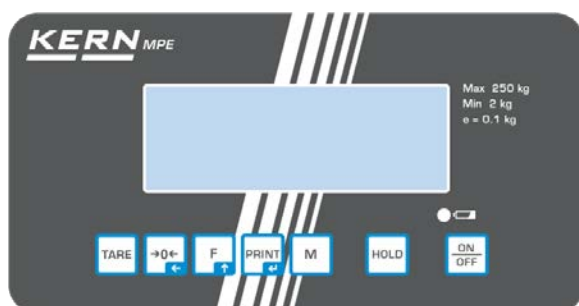 KERN MPE
Max 250 kg
Min 2 kg
e = 0.1 kg
TARE →0← F PRINT M HOLD ON
OFF